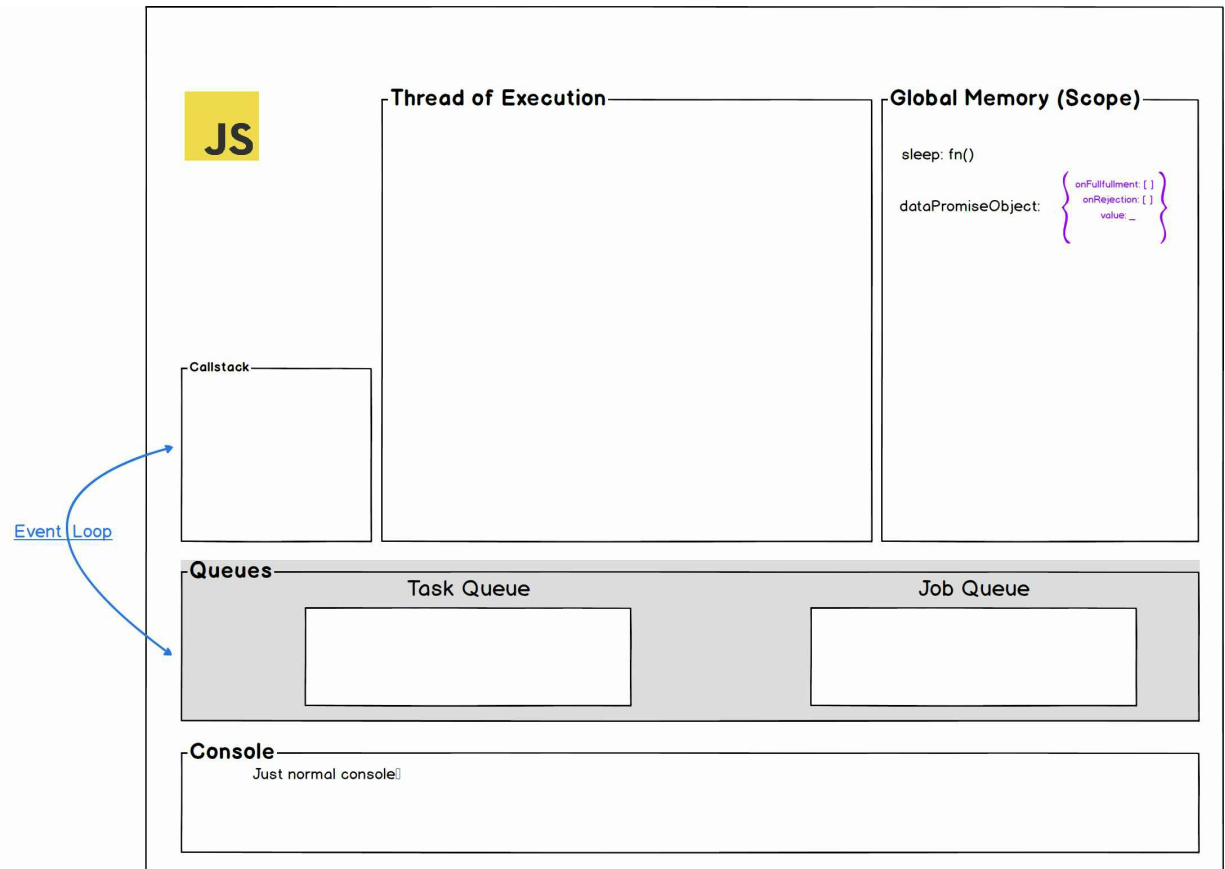 JS
Thread of Execution
Global Memory (Scope)
sleep: fn()
dataPromiseObject:
onFullfullment: [ ]
onRejection: [ ]
value: _
Callstack
Event Loop
Queues
Task Queue
Job Queue
Console
Just normal console▯